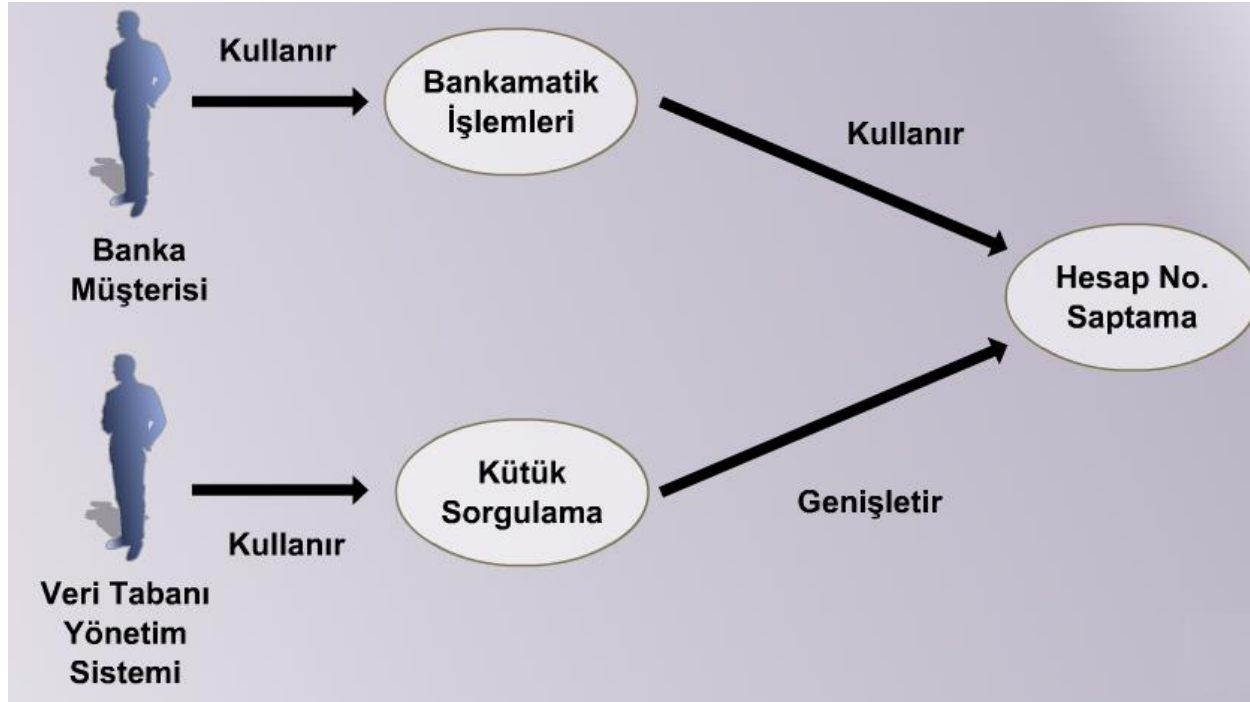 Kullanır
Bankamatik
İşlemleri
Kullanır
Banka
Müşterisi
Hesap No.
Saptama
Kütük
Sorgulama
Genişletir
Kullanır
Veri Tabanı
Yönetim
Sistemi